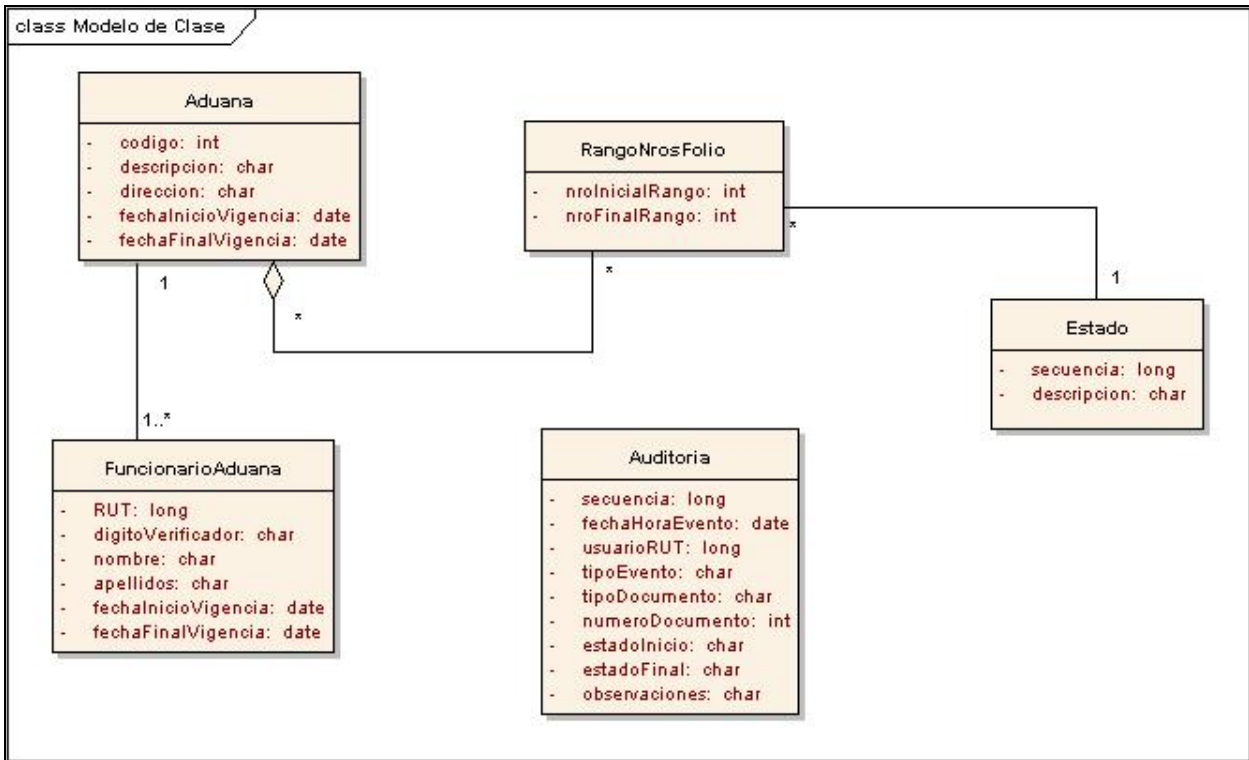 class Modelo de Clase
Aduana
- codigo: int
- descripcion: char
- direccion: char
- fechaInicioVigencia: date
- fechaFinalVigencia: date
1
*
RangoNrosFolio
- nroInicialRango: int
- nroFinalRango: int
*
*
1
Estado
- secuencia: long
- descripcion: char
1..*
FuncionarioAduana
- RUT: long
- digitoVerificador: char
- nombre: char
- apellidos: char
- fechaInicioVigencia: date
- fechaFinalVigencia: date
Auditoria
- secuencia: long
- fechaHoraEvento: date
- usuarioRUT: long
- tipoEvento: char
- tipoDocumento: char
- numeroDocumento: int
- estadoInicio: char
- estadoFinal: char
- observaciones: char